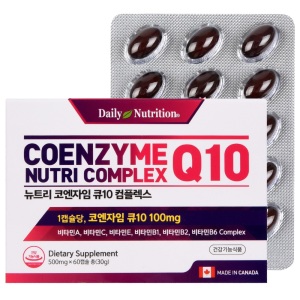 Daily Nutrition®
COENZYME
NUTRI COMPLEX Q10
뉴트리 코엔자임 큐10 컴플렉스
1캡슐당, 코엔자임 큐10 100mg
비타민A, 비타민C, 비타민E, 비타민B1, 비타민B2, 비타민B6 Complex
Dietary Supplement
500mg x 60캡슐 총(30g)
건강기능식품
MADE IN CANADA